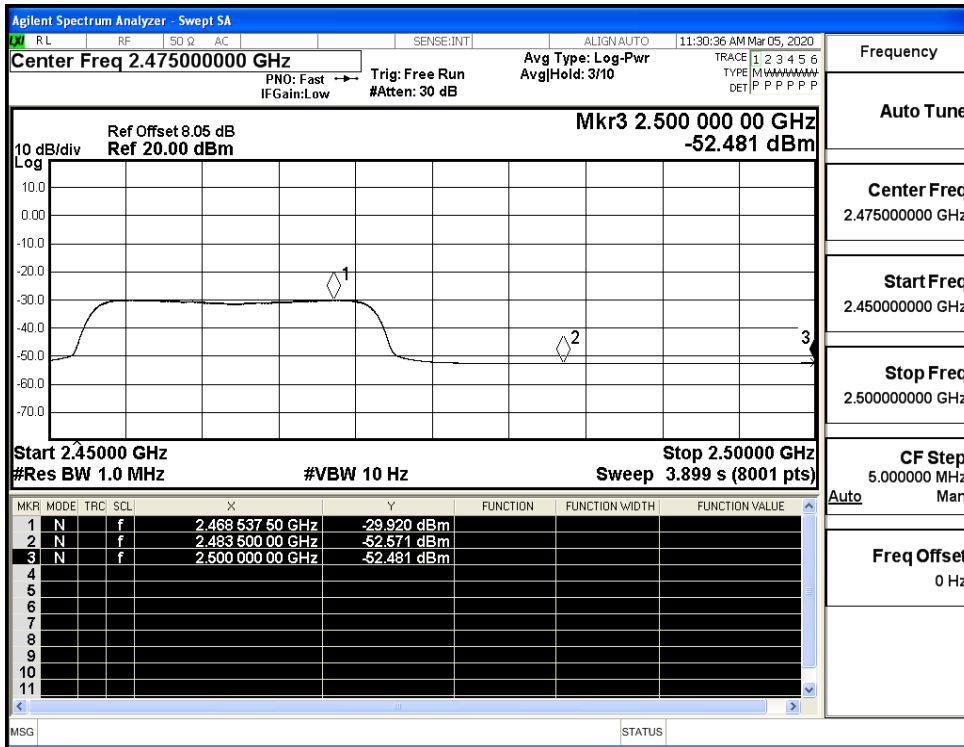 Agilent Spectrum Analyzer - Swept SA
LXI RL RF 50 Ω AC SENSE:INT ALIGN AUTO 11:30:36 AM Mar 05, 2020
Center Freq 2.475000000 GHz
PNO: Fast
IFGain:Low
Trig: Free Run
#Atten: 30 dB
Avg Type: Log-Pwr
Avg|Hold: 3/10
TRACE 1 2 3 4 5 6
TYPE M WWWWW
DET P P P P P P
Frequency
Auto Tune
Center Freq
2.475000000 GHz
Start Freq
2.450000000 GHz
Stop Freq
2.500000000 GHz
CF Step
5.000000 MHz
Auto Man
Freq Offset
0 Hz
Mkr3 2.500 000 00 GHz
-52.481 dBm
Ref Offset 8.05 dB
10 dB/div Ref 20.00 dBm
Log
10.0
0.00
-10.0
-20.0
-30.0
-40.0
-50.0
-60.0
-70.0
1
2
3
Start 2.45000 GHz Stop 2.50000 GHz
#Res BW 1.0 MHz #VBW 10 Hz Sweep 3.899 s (8001 pts)
MKR MODE TRC SCL X Y FUNCTION FUNCTION WIDTH FUNCTION VALUE
1 N f 2.468 537 50 GHz -29.920 dBm
2 N f 2.483 500 00 GHz -52.571 dBm
3 N f 2.500 000 00 GHz -52.481 dBm
4
5
6
7
8
9
10
11
MSG STATUS